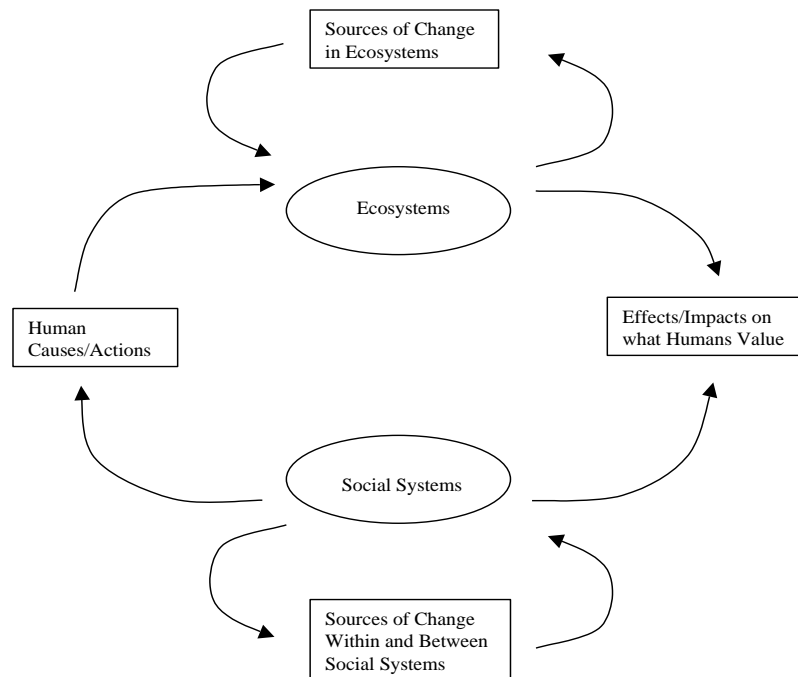 Sources of Change
in Ecosystems
Ecosystems
Human
Causes/Actions
Effects/Impacts on
what Humans Value
Social Systems
Sources of Change
Within and Between
Social Systems